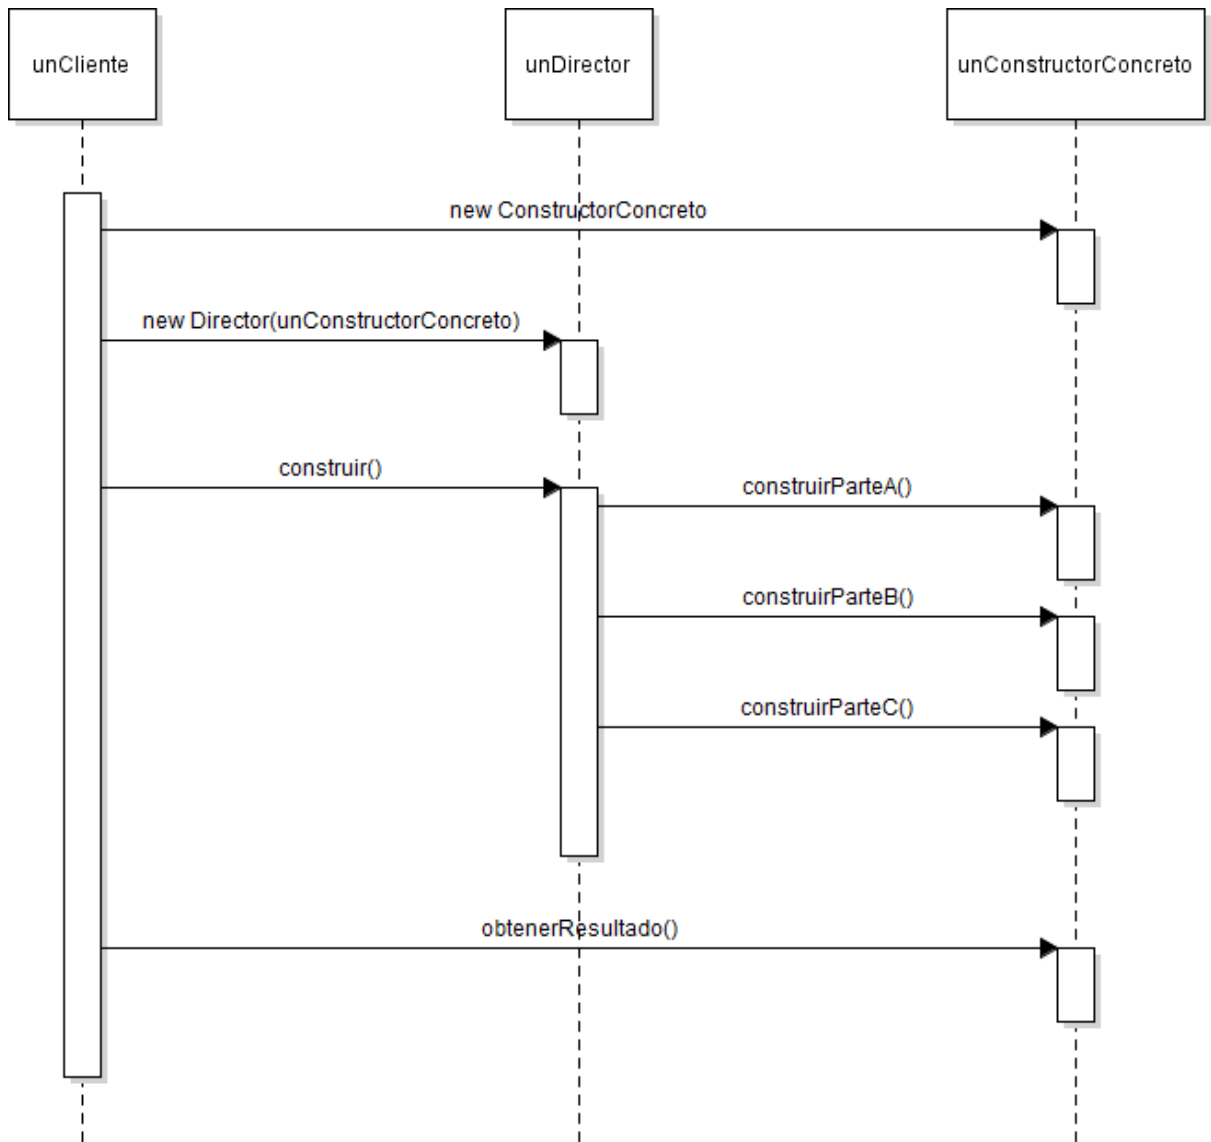 unCliente
unDirector
unConstructorConcreto
new ConstructorConcreto
new Director(unConstructorConcreto)
construir()
construirParteA()
construirParteB()
construirParteC()
obtenerResultado()